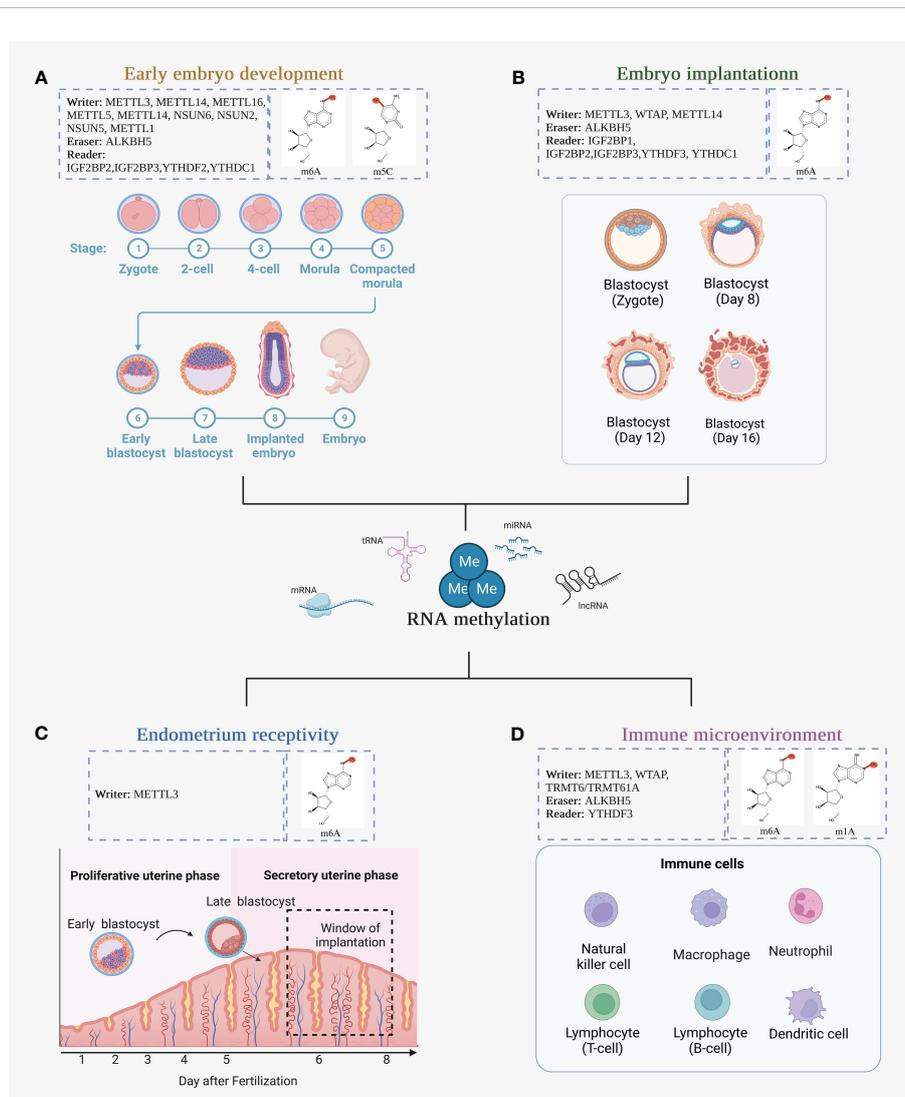 A
Early embryo development
Writer: METTL3, METTL14, METTL16,
METTL5, METTL14, NSUN6, NSUN2,
NSUN5, METTL1
Eraser: ALKBH5
Reader:
IGF2BP2,IGF2BP3,YTHDF2,YTHDC1
m6A
m5C
Stage:
1
2
3
4
5
Zygote
2-cell
4-cell
Morula
Compacted
morula
6
7
8
9
Early
blastocyst
Late
blastocyst
Implanted
embryo
Embryo
B
Embryo implantationn
Writer: METTL3, WTAP, METTL14
Eraser: ALKBH5
Reader: IGF2BP1,
IGF2BP2,IGF2BP3,YTHDF3, YTHDC1
m6A
Blastocyst
(Zygote)
Blastocyst
(Day 8)
Blastocyst
(Day 12)
Blastocyst
(Day 16)
tRNA
miRNA
mRNA
lncRNA
Me
Me
Me
RNA methylation
C
Endometrium receptivity
Writer: METTL3
m6A
Proliferative uterine phase
Secretory uterine phase
Early blastocyst
Late blastocyst
Window of
implantation
1 2 3 4 5 6 8
Day after Fertilization
D
Immune microenvironment
Writer: METTL3, WTAP,
TRMT6/TRMT61A
Eraser: ALKBH5
Reader: YTHDF3
m6A
m1A
Immune cells
Natural
killer cell
Macrophage
Neutrophil
Lymphocyte
(T-cell)
Lymphocyte
(B-cell)
Dendritic cell